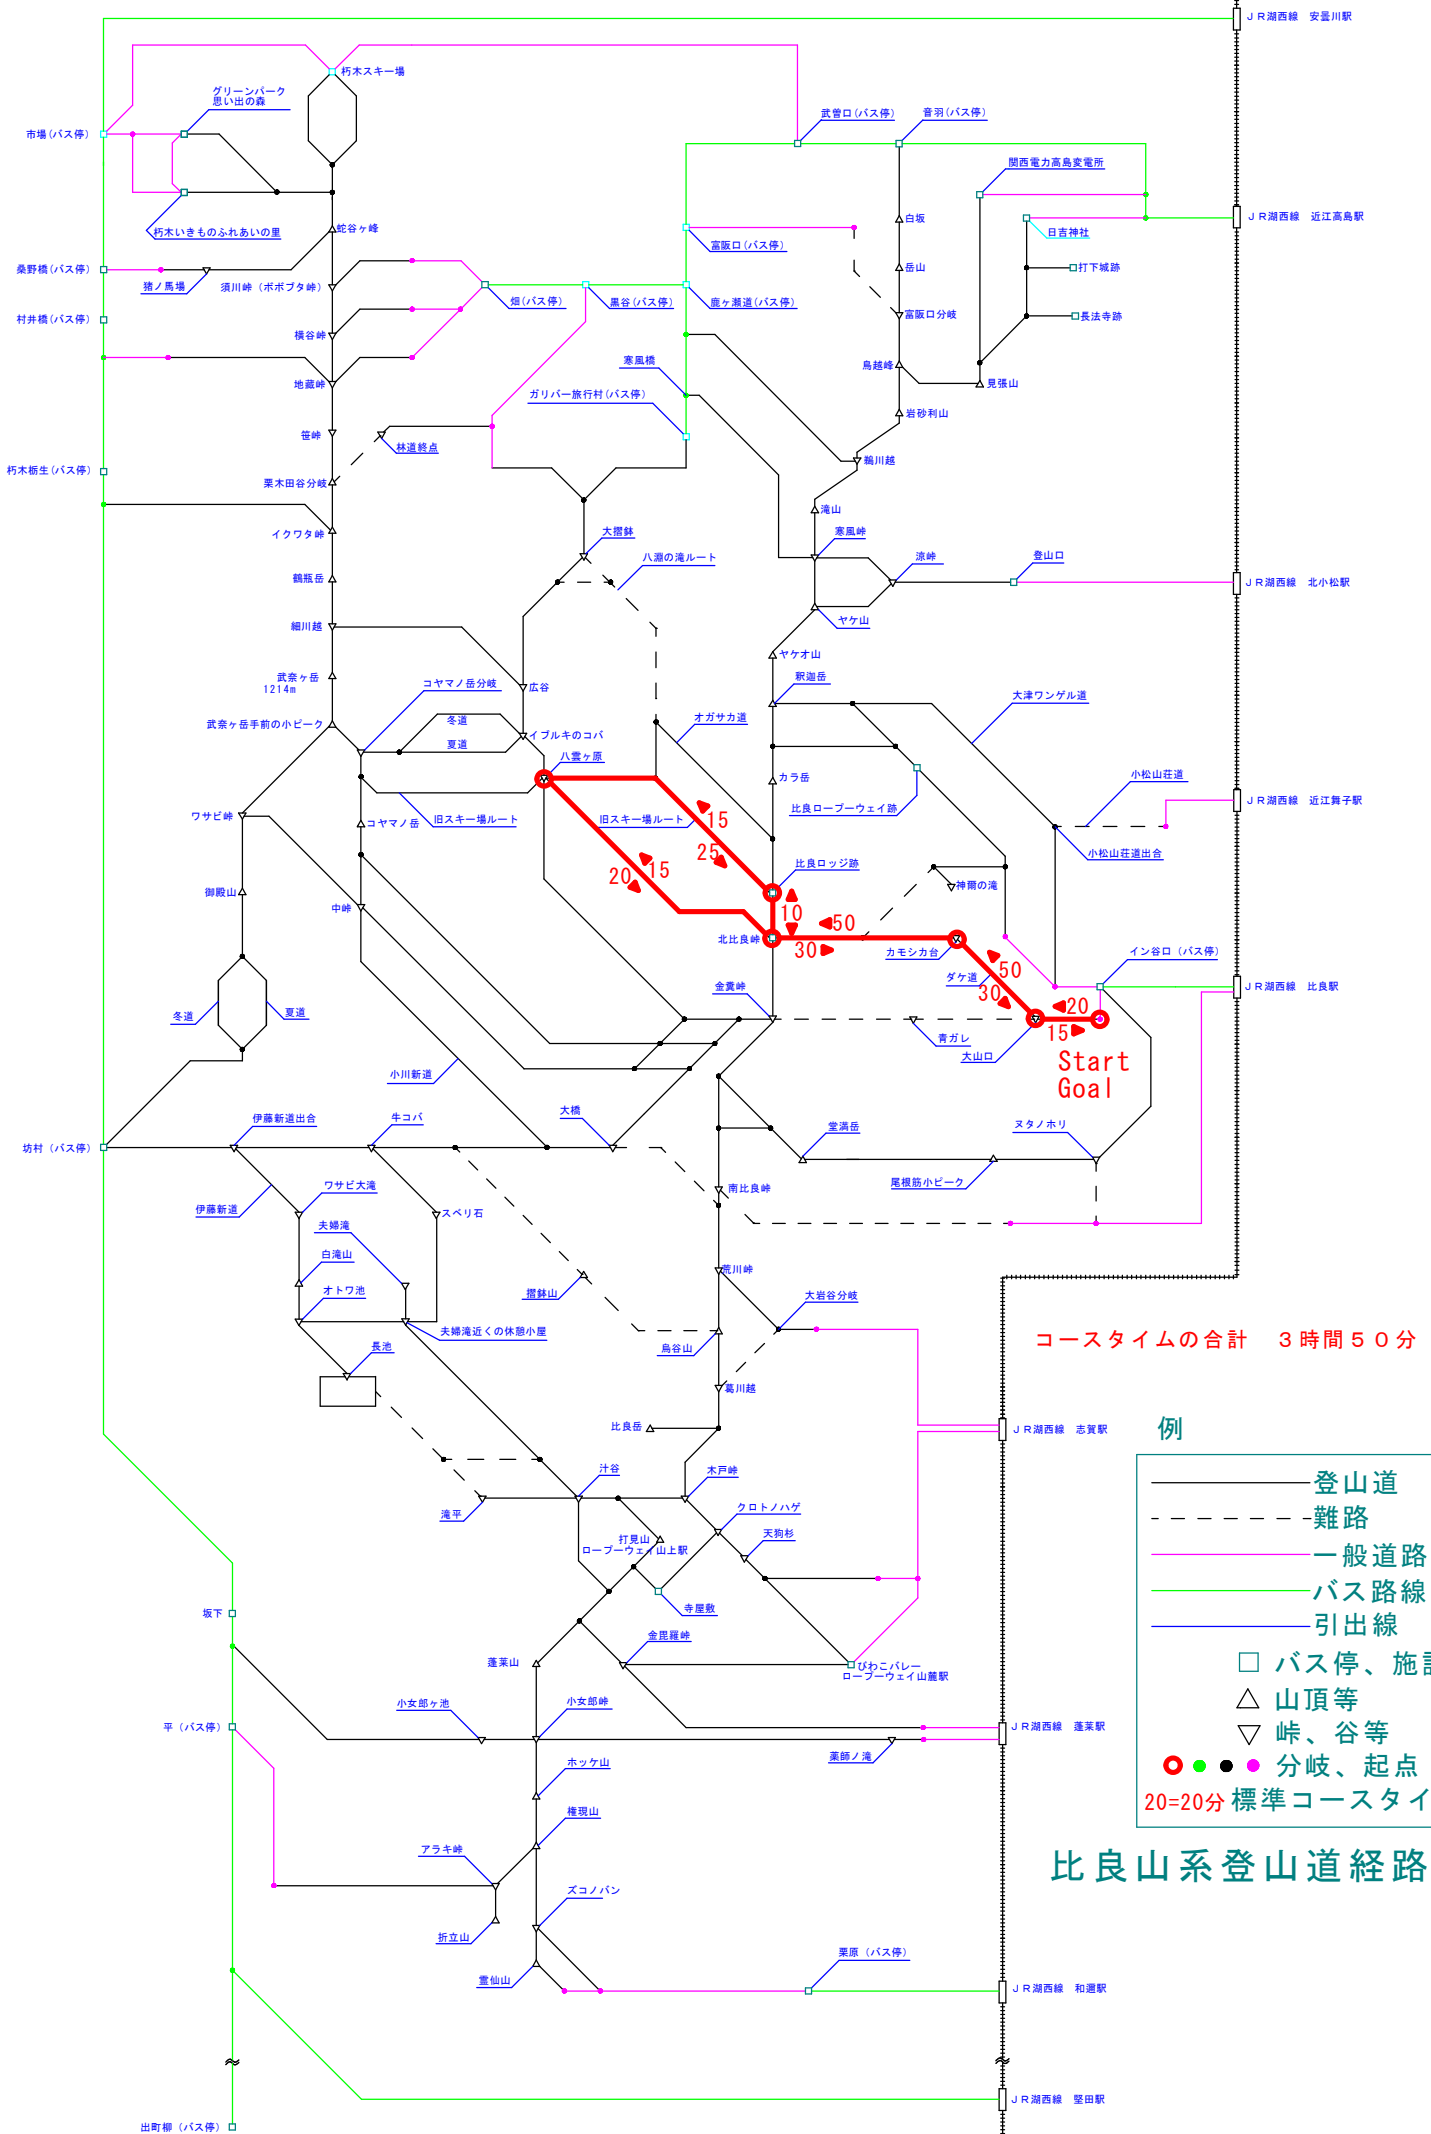 ＪＲ湖西線　安曇川駅
朽木スキー場
グリーンパーク
思い出の森
市場(バス停)
武曽口(バス停)
音羽(バス停)
関西電力高島変電所
ＪＲ湖西線　近江高島駅
白坂
朽木いきものふれあいの里
蛇谷ヶ峰
富阪口(バス停)
日吉神社
桑野橋(バス停)
猪ノ馬場
須川峠（ボボフダ峠）
畑(バス停)
黒谷(バス停)
鹿ヶ瀬道(バス停)
岳山
打下城跡
村井橋(バス停)
横谷峠
富阪口分岐
長法寺跡
寒風橋
鳥越峰
見張山
地蔵峠
ガリバー旅行村(バス停)
岩砂利山
笹峠
林道終点
鵜川越
朽木栃生(バス停)
栗木田谷分岐
滝山
イクワタ峠
大摺鉢
寒風峠
八淵の滝ルート
涼峠
登山口
ＪＲ湖西線　北小松駅
鶴瓶岳
ヤケ山
細川越
ヤケオ山
武奈ヶ岳
1214m
コヤマノ岳分岐
広谷
釈迦岳
大津ワンゲル道
武奈ヶ岳手前の小ピーク
冬道
オガサカ道
イブルキのコバ
夏道
八雲ヶ原
カラ岳
小松山荘道
ＪＲ湖西線　近江舞子駅
比良ロープーウェイ跡
ワサビ峠
コヤマノ岳
旧スキー場ルート
旧スキー場ルート
15
25
小松山荘道出合
比良ロッジ跡
20
15
神爾の滝
御殿山
中峠
10
北比良峠
50
30
カモシカ台
イン谷口（バス停）
50
ダケ道
ＪＲ湖西線　比良駅
30
冬道
夏道
金糞峠
20
15
青ガレ
大山口
Start
Goal
小川新道
伊藤新道出合
牛コバ
大橋
堂満岳
ヌタノホリ
坊村（バス停）
尾根筋小ピーク
ワサビ大滝
南比良峠
伊藤新道
夫婦滝
スベリ石
白滝山
荒川峠
オトワ池
摺鉢山
大岩谷分岐
夫婦滝近くの休憩小屋
烏谷山
コースタイムの合計　３時間５０分
長池
葛川越
比良岳
ＪＲ湖西線　志賀駅
例
汁谷
木戸峠
登山道
滝平
クロトノハゲ
難路
打見山
ロープーウェイ山上駅
天狗杉
一般道路
バス路線
坂下
寺屋敷
引出線
金毘羅峠
蓬莱山
びわこバレー
ロープーウェイ山麓駅
バス停、施設
山頂等
小女郎ヶ池
小女郎峠
平（バス停）
ＪＲ湖西線　蓬莱駅
峠、谷等
薬師ノ滝
ホッケ山
分岐、起点
20=20分 標準コースタイ
権現山
アラキ峠
比良山系登山道経路
ズコノバン
折立山
栗原（バス停）
霊仙山
ＪＲ湖西線　和邇駅
ＪＲ湖西線　堅田駅
出町柳（バス停）